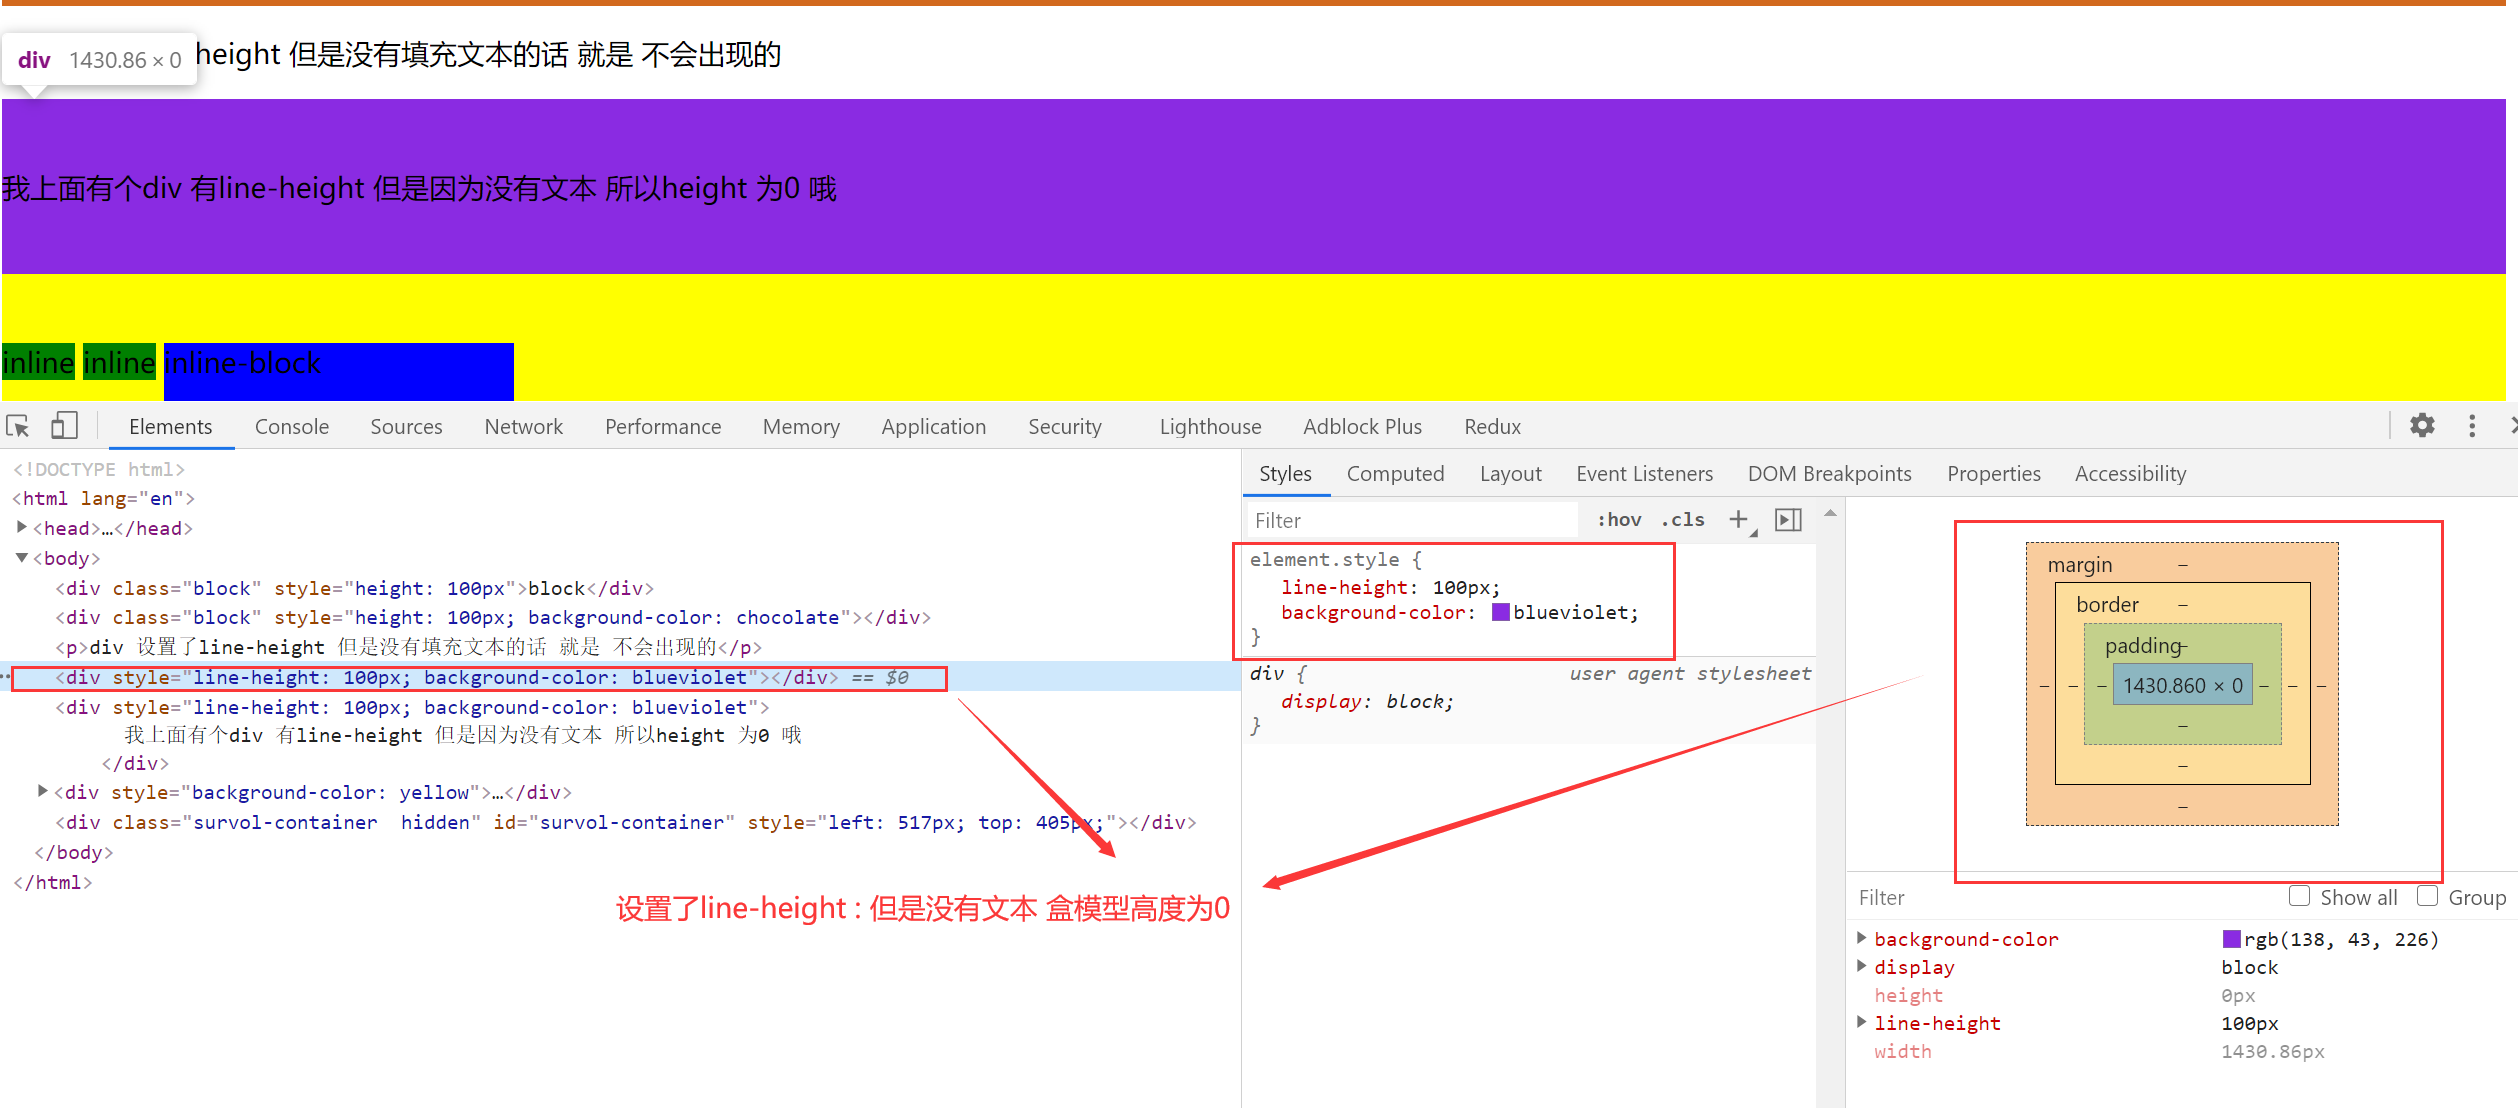 div 1430.86 × 0 height 但是没有填充文本的话 就是 不会出现的
我上面有个div 有line-height 但是因为没有文本 所以height 为0 哦
inline inline inline-block
Elements Console Sources Network Performance Memory Application Security Lighthouse Adblock Plus Redux
<!DOCTYPE html>
<html lang="en">
<head>…</head>
<body>
<div class="block" style="height: 100px">block</div>
<div class="block" style="height: 100px; background-color: chocolate"></div>
<p>div 设置了line-height 但是没有填充文本的话 就是 不会出现的</p>
<div style="line-height: 100px; background-color: blueviolet"></div> == $0
<div style="line-height: 100px; background-color: blueviolet">
我上面有个div 有line-height 但是因为没有文本 所以height 为0 哦
</div>
<div style="background-color: yellow">…</div>
<div class="survol-container  hidden" id="survol-container" style="left: 517px; top: 405px;"></div>
</body>
</html>
设置了line-height : 但是没有文本 盒模型高度为0
Styles Computed Layout Event Listeners DOM Breakpoints Properties Accessibility
Filter :hov .cls +
element.style {
line-height: 100px;
background-color: blueviolet;
}
div { user agent stylesheet
display: block;
}
margin –
border –
padding –
– – – 1430.860 × 0 – – –
–
–
–
Filter Show all Group
background-color rgb(138, 43, 226)
display block
height 0px
line-height 100px
width 1430.86px